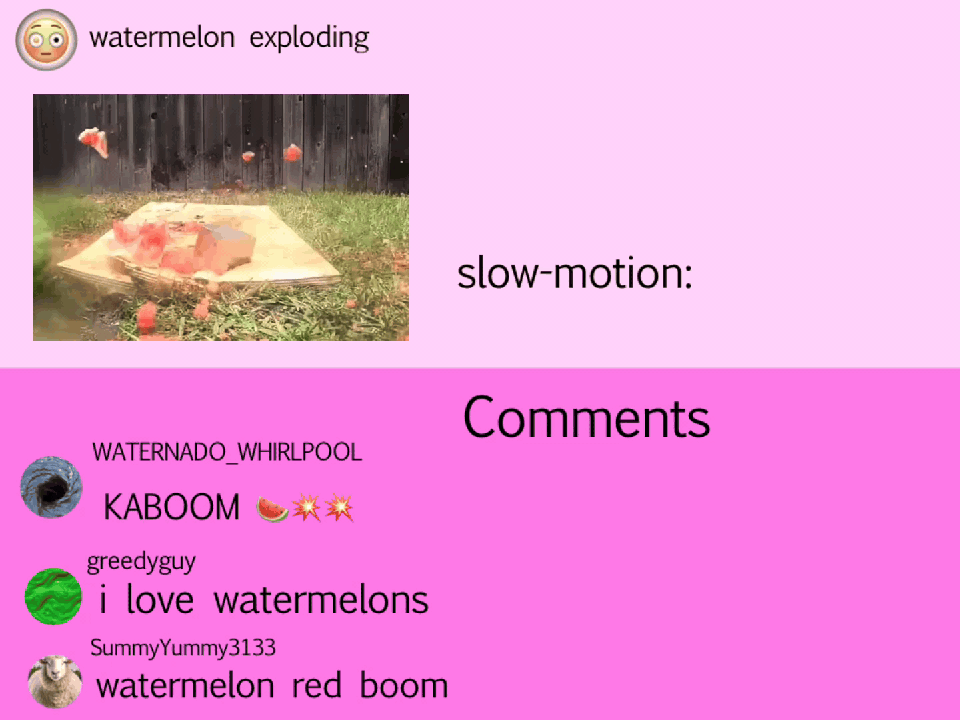 watermelon exploding
slow-motion:
Comments
WATERNADO_WHIRLPOOL
KABOOM 🍉💥💥
greedyguy
i love watermelons
SummyYummy3133
watermelon red boom